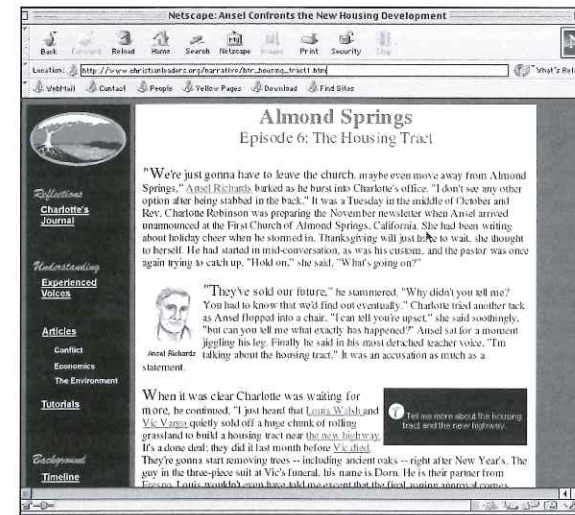 Netscape: Ansel Confronts the New Housing Development
Back Forward Reload Home Search Netscape Images Print Security Stop
Location: http://www.christianleaders.org/narrative/btr_housing_tract1.htm What's Rel
WebMail Contact People Yellow Pages Download Find Sites
Almond Springs
Episode 6: The Housing Tract
"We're just gonna have to leave the church, maybe even move away from Almond
Springs," Ansel Richards barked as he burst into Charlotte's office. "I don't see any other
option after being stabbed in the back." It was a Tuesday in the middle of October and
Rev. Charlotte Robinson was preparing the November newsletter when Ansel arrived
unannounced at the First Church of Almond Springs, California. She had been writing
about holiday cheer when he stormed in. Thanksgiving will just have to wait, she thought
to herself. He had started in mid-conversation, as was his custom, and the pastor was once
again trying to catch up. "Hold on," she said, "What's going on?"
"They've sold our future," he stammered. "Why didn't you tell me?
You had to know that we'd find out eventually." Charlotte tried another tack
as Ansel flopped into a chair. "I can tell you're upset," she said soothingly,
"but can you tell me what exactly has happened?" Ansel sat for a moment
jiggling his leg. Finally he said in his most detached teacher voice, "I'm
talking about the housing tract." It was an accusation as much as a
statement.
Ansel Richards
When it was clear Charlotte was waiting for
more, he continued. "I just heard that Louis Walsh and
Vic Vargo quietly sold off a huge chunk of rolling
grassland to build a housing tract near the new highway.
It's a done deal; they did it last month before Vic died.
They're gonna start removing trees -- including ancient oaks -- right after New Year's. The
guy in the three-piece suit at Vic's funeral, his name is Dorn. He is their partner from
Fresno. Louis wouldn't even have told me except that the final zoning approval comes
Tell me more about the housing
tract and the new highway.
Reflections
Charlotte's
Journal
Understanding
Experienced
Voices
Articles
Conflict
Economics
The Environment
Tutorials
Background
Timeline